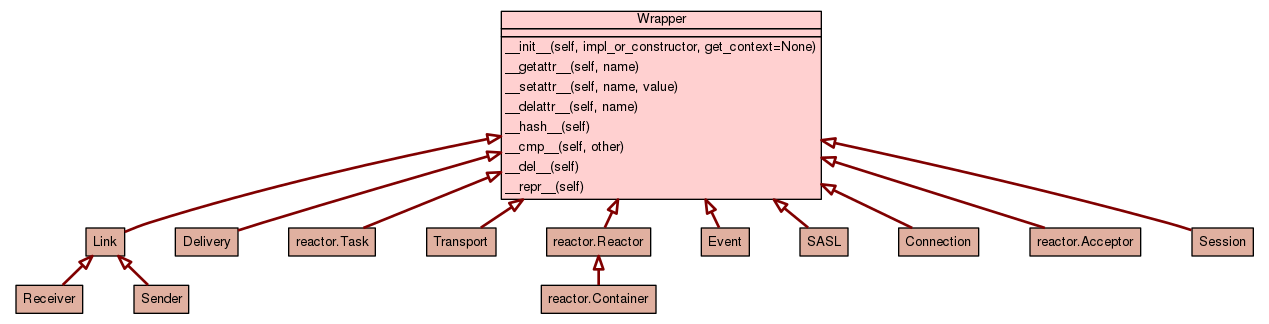 Wrapper
__init__(self, impl_or_constructor, get_context=None)
__getattr__(self, name)
__setattr__(self, name, value)
__delattr__(self, name)
__hash__(self)
__cmp__(self, other)
__del__(self)
__repr__(self)
Link
Delivery
reactor.Task
Transport
reactor.Reactor
Event
SASL
Connection
reactor.Acceptor
Session
Receiver
Sender
reactor.Container